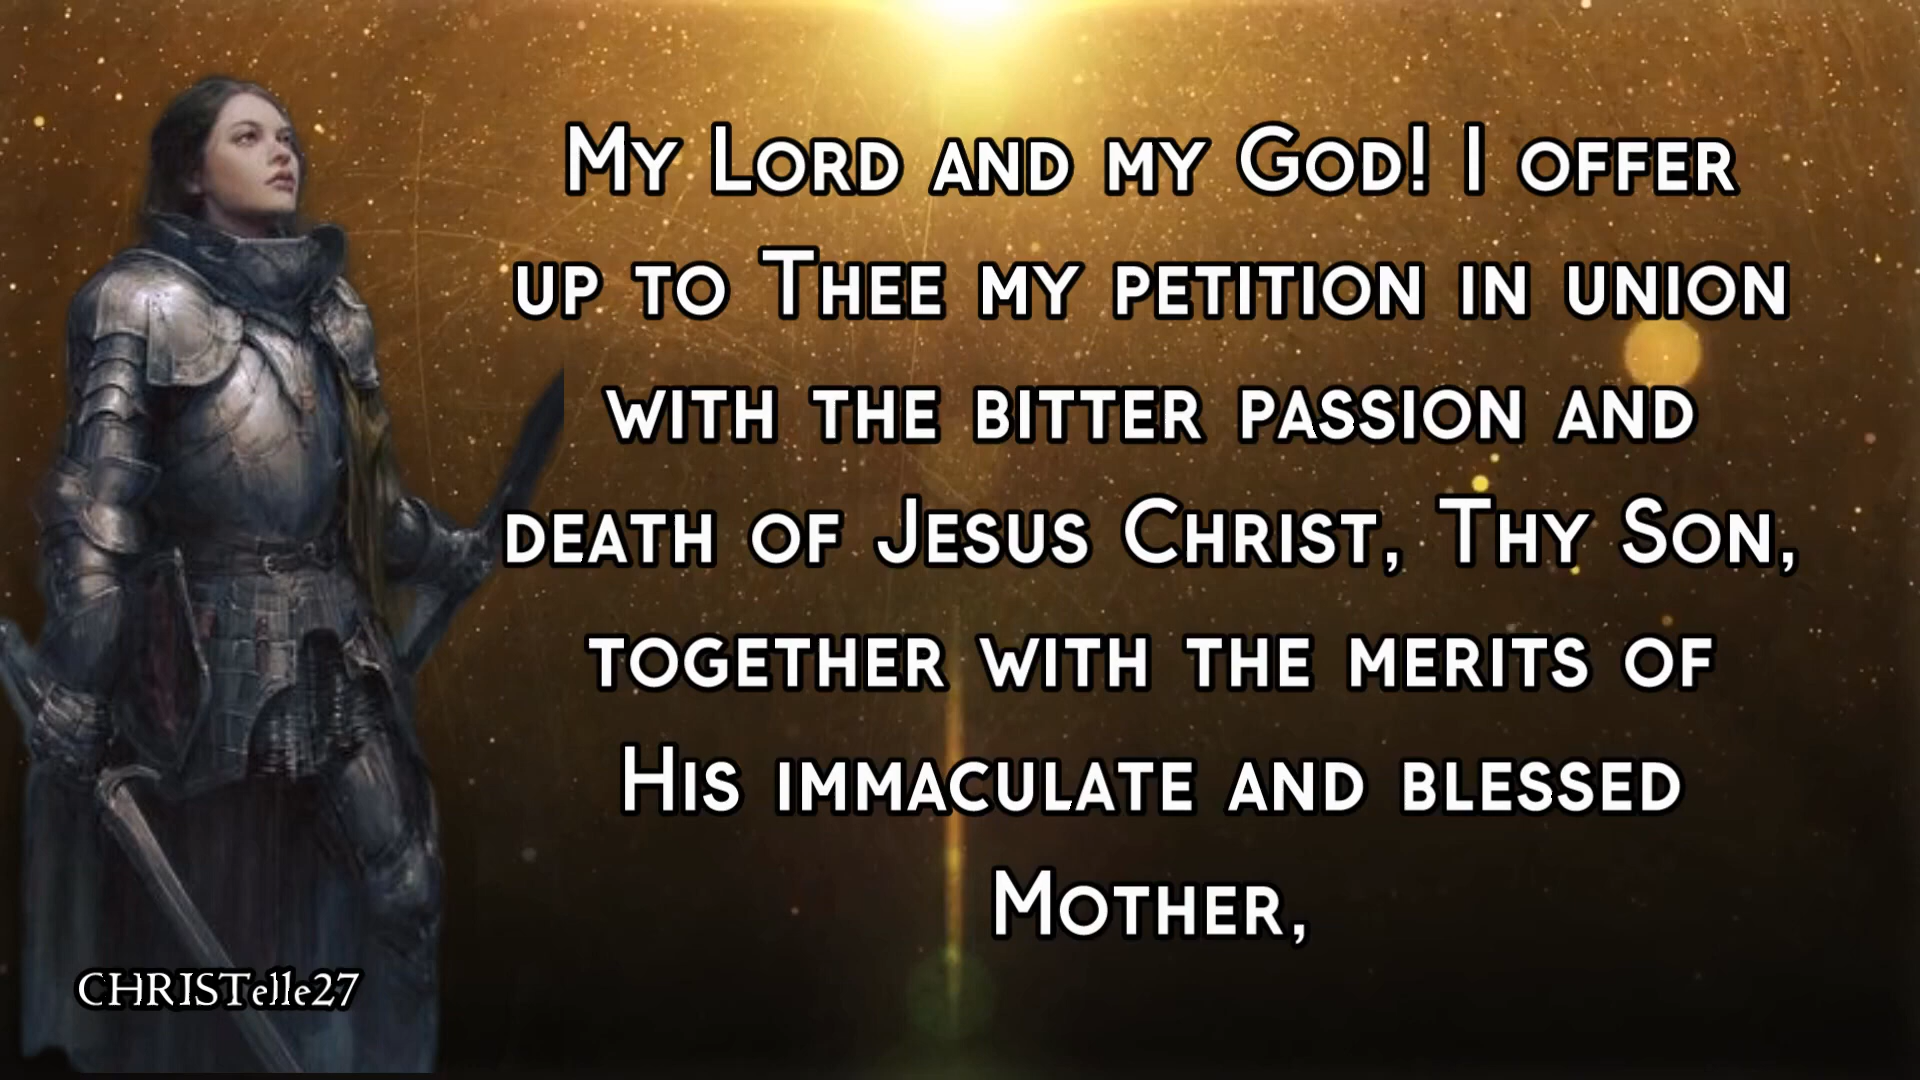 My Lord and my God! I offer
up to Thee my petition in union
with the bitter passion and
death of Jesus Christ, Thy Son,
together with the merits of
His immaculate and blessed
Mother,
CHRISTelle27